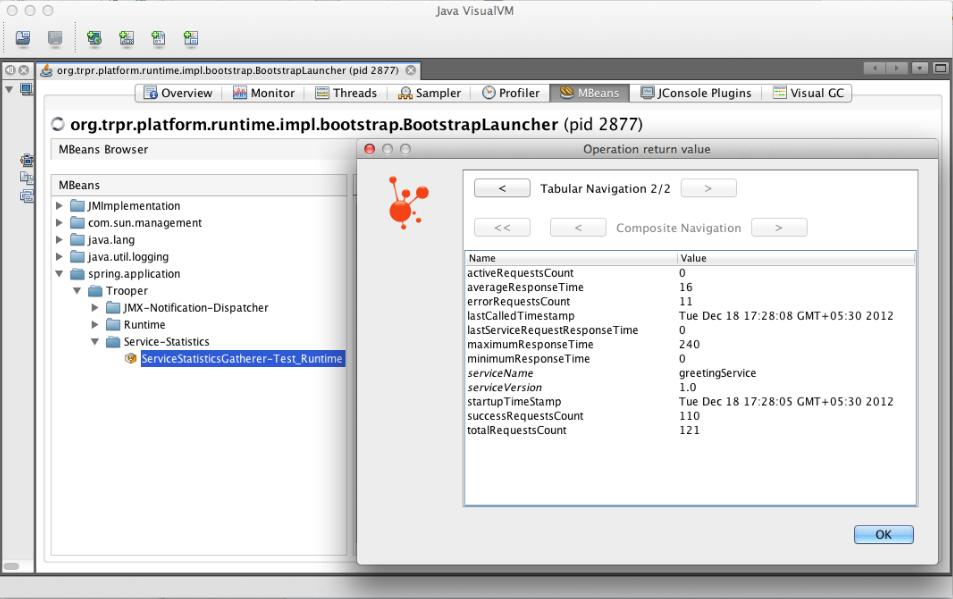 Java VisualVM
org.trpr.platform.runtime.impl.bootstrap.BootstrapLauncher (pid 2877)
Overview Monitor Threads Sampler Profiler MBeans JConsole Plugins Visual GC
org.trpr.platform.runtime.impl.bootstrap.BootstrapLauncher (pid 2877)
MBeans Browser
MBeans
JMImplementation
com.sun.management
java.lang
java.util.logging
spring.application
Trooper
JMX-Notification-Dispatcher
Runtime
Service-Statistics
ServiceStatisticsGatherer-Test_Runtime
Operation return value
< Tabular Navigation 2/2 >
<< < Composite Navigation >
Name Value
activeRequestsCount 0
averageResponseTime 16
errorRequestsCount 11
lastCalledTimestamp Tue Dec 18 17:28:08 GMT+05:30 2012
lastServiceRequestResponseTime 0
maximumResponseTime 240
minimumResponseTime 0
serviceName greetingService
serviceVersion 1.0
startupTimeStamp Tue Dec 18 17:28:05 GMT+05:30 2012
successRequestsCount 110
totalRequestsCount 121
OK